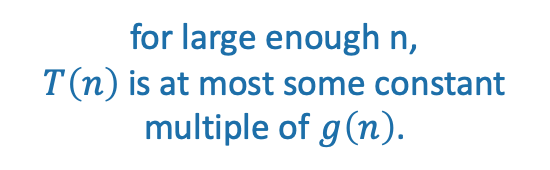 for large enough n,
T(n) is at most some constant
multiple of g(n).